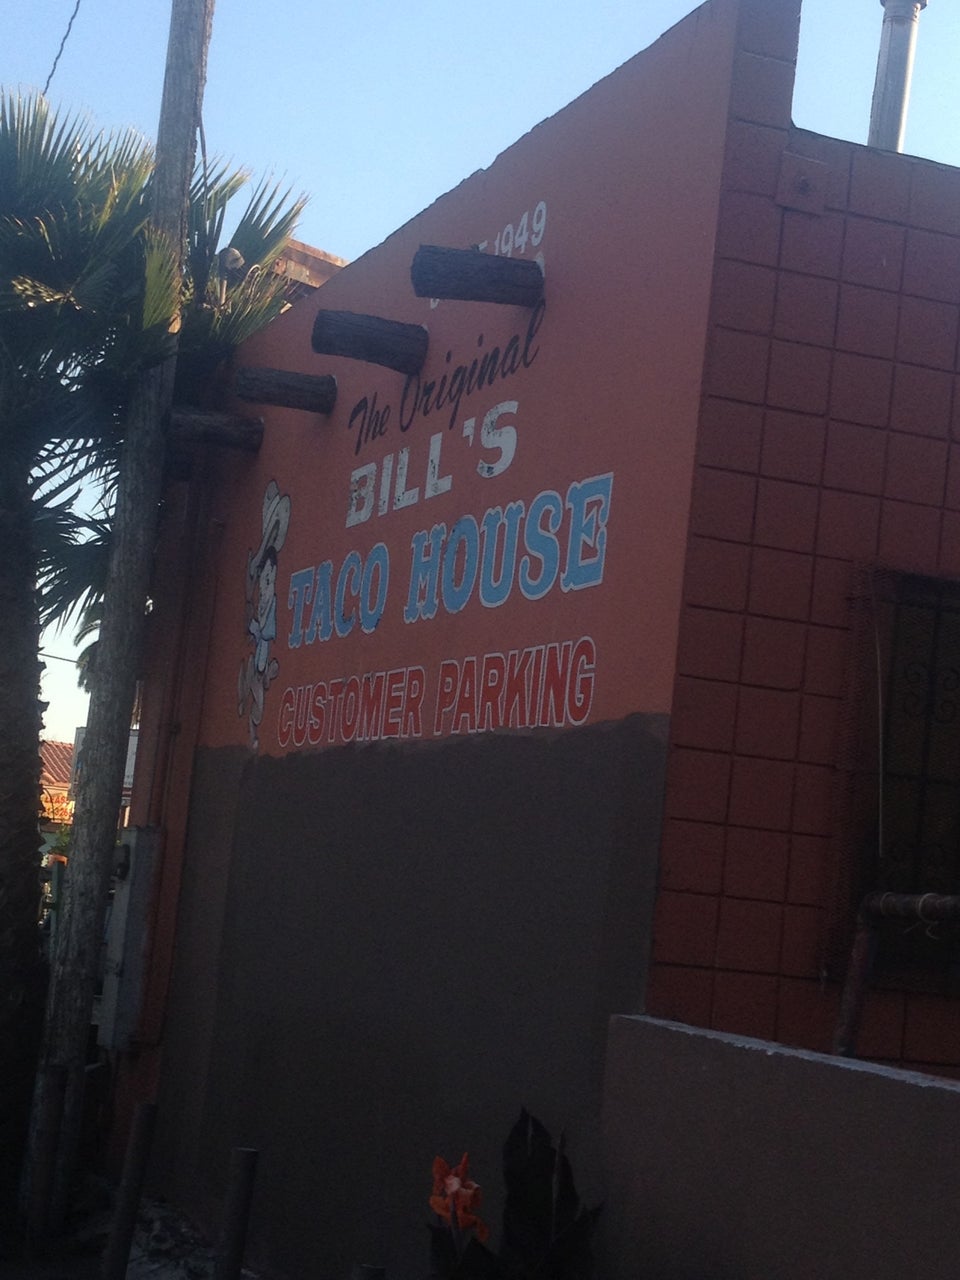 1949
The Original
BILL'S
TACO HOUSE
CUSTOMER PARKING